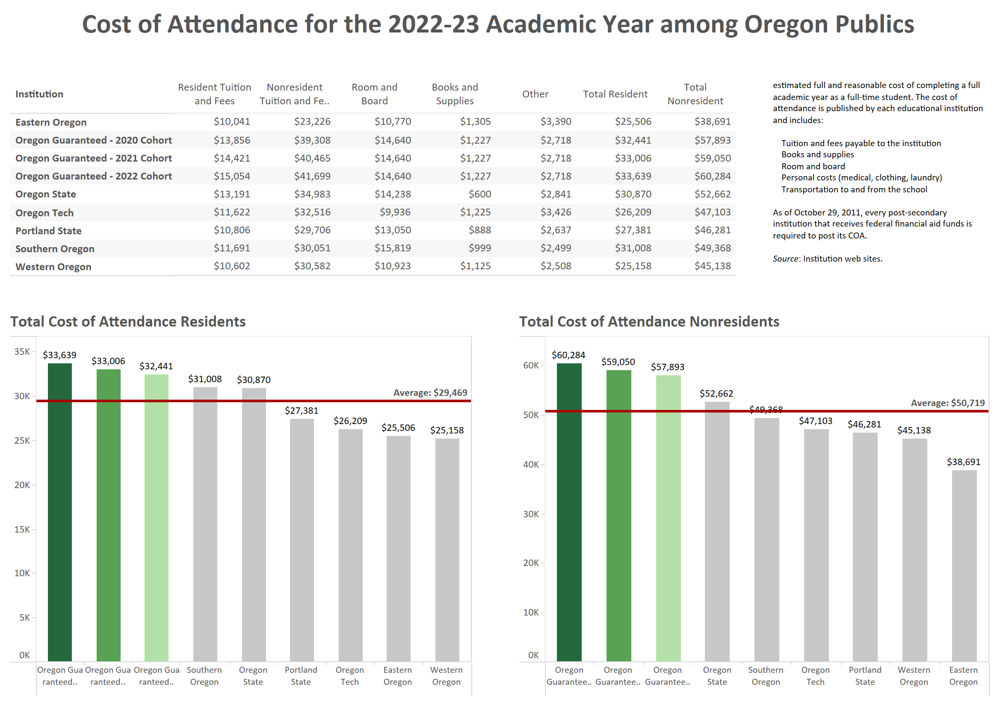 Cost of Attendance for the 2022-23 Academic Year among Oregon Publics
Institution Resident Tuition and Fees Nonresident Tuition and Fe.. Room and Board Books and Supplies Other Total Resident Total Nonresident
Eastern Oregon $10,041 $23,226 $10,770 $1,305 $3,390 $25,506 $38,691
Oregon Guaranteed - 2020 Cohort $13,856 $39,308 $14,640 $1,227 $2,718 $32,441 $57,893
Oregon Guaranteed - 2021 Cohort $14,421 $40,465 $14,640 $1,227 $2,718 $33,006 $59,050
Oregon Guaranteed - 2022 Cohort $15,054 $41,699 $14,640 $1,227 $2,718 $33,639 $60,284
Oregon State $13,191 $34,983 $14,238 $600 $2,841 $30,870 $52,662
Oregon Tech $11,622 $32,516 $9,936 $1,225 $3,426 $26,209 $47,103
Portland State $10,806 $29,706 $13,050 $888 $2,637 $27,381 $46,281
Southern Oregon $11,691 $30,051 $15,819 $999 $2,499 $31,008 $49,368
Western Oregon $10,602 $30,582 $10,923 $1,125 $2,508 $25,158 $45,138
estimated full and reasonable cost of completing a full
academic year as a full-time student. The cost of
attendance is published by each educational institution
and includes:
Tuition and fees payable to the institution
Books and supplies
Room and board
Personal costs (medical, clothing, laundry)
Transportation to and from the school
As of October 29, 2011, every post-secondary
institution that receives federal financial aid funds is
required to post its COA.
Source: Institution web sites.
Total Cost of Attendance Residents
35K
30K
25K
20K
15K
10K
5K
0K
$33,639
$33,006
$32,441
$31,008
$30,870
$27,381
$26,209
$25,506
$25,158
Average: $29,469
Oregon Gua
ranteed..
Oregon Gua
ranteed..
Oregon Gua
ranteed..
Southern
Oregon
Oregon
State
Portland
State
Oregon
Tech
Eastern
Oregon
Western
Oregon
Total Cost of Attendance Nonresidents
60K
50K
40K
30K
20K
10K
0K
$60,284
$59,050
$57,893
$52,662
$49,368
$47,103
$46,281
$45,138
$38,691
Average: $50,719
Oregon
Guarantee..
Oregon
Guarantee..
Oregon
Guarantee..
Oregon
State
Southern
Oregon
Oregon
Tech
Portland
State
Western
Oregon
Eastern
Oregon